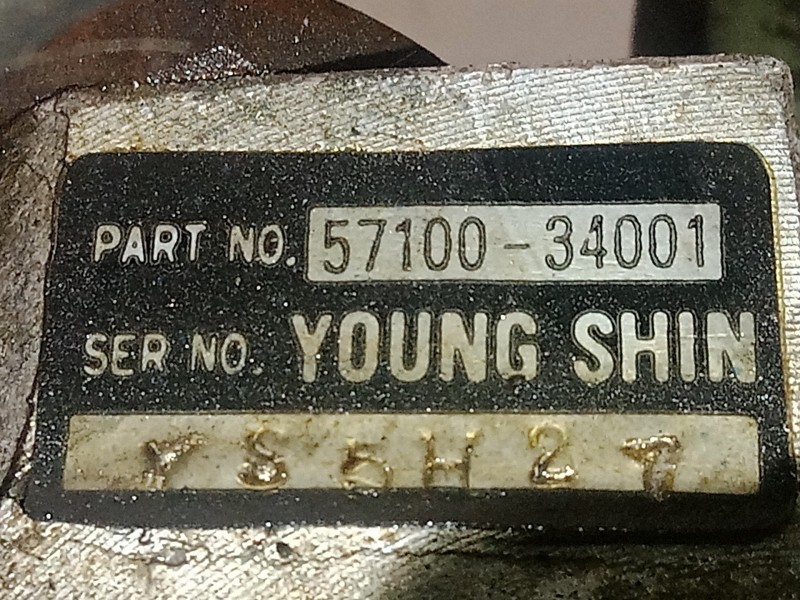 PART NO. 57100-34001
SER NO. YOUNG SHIN
YS5H27